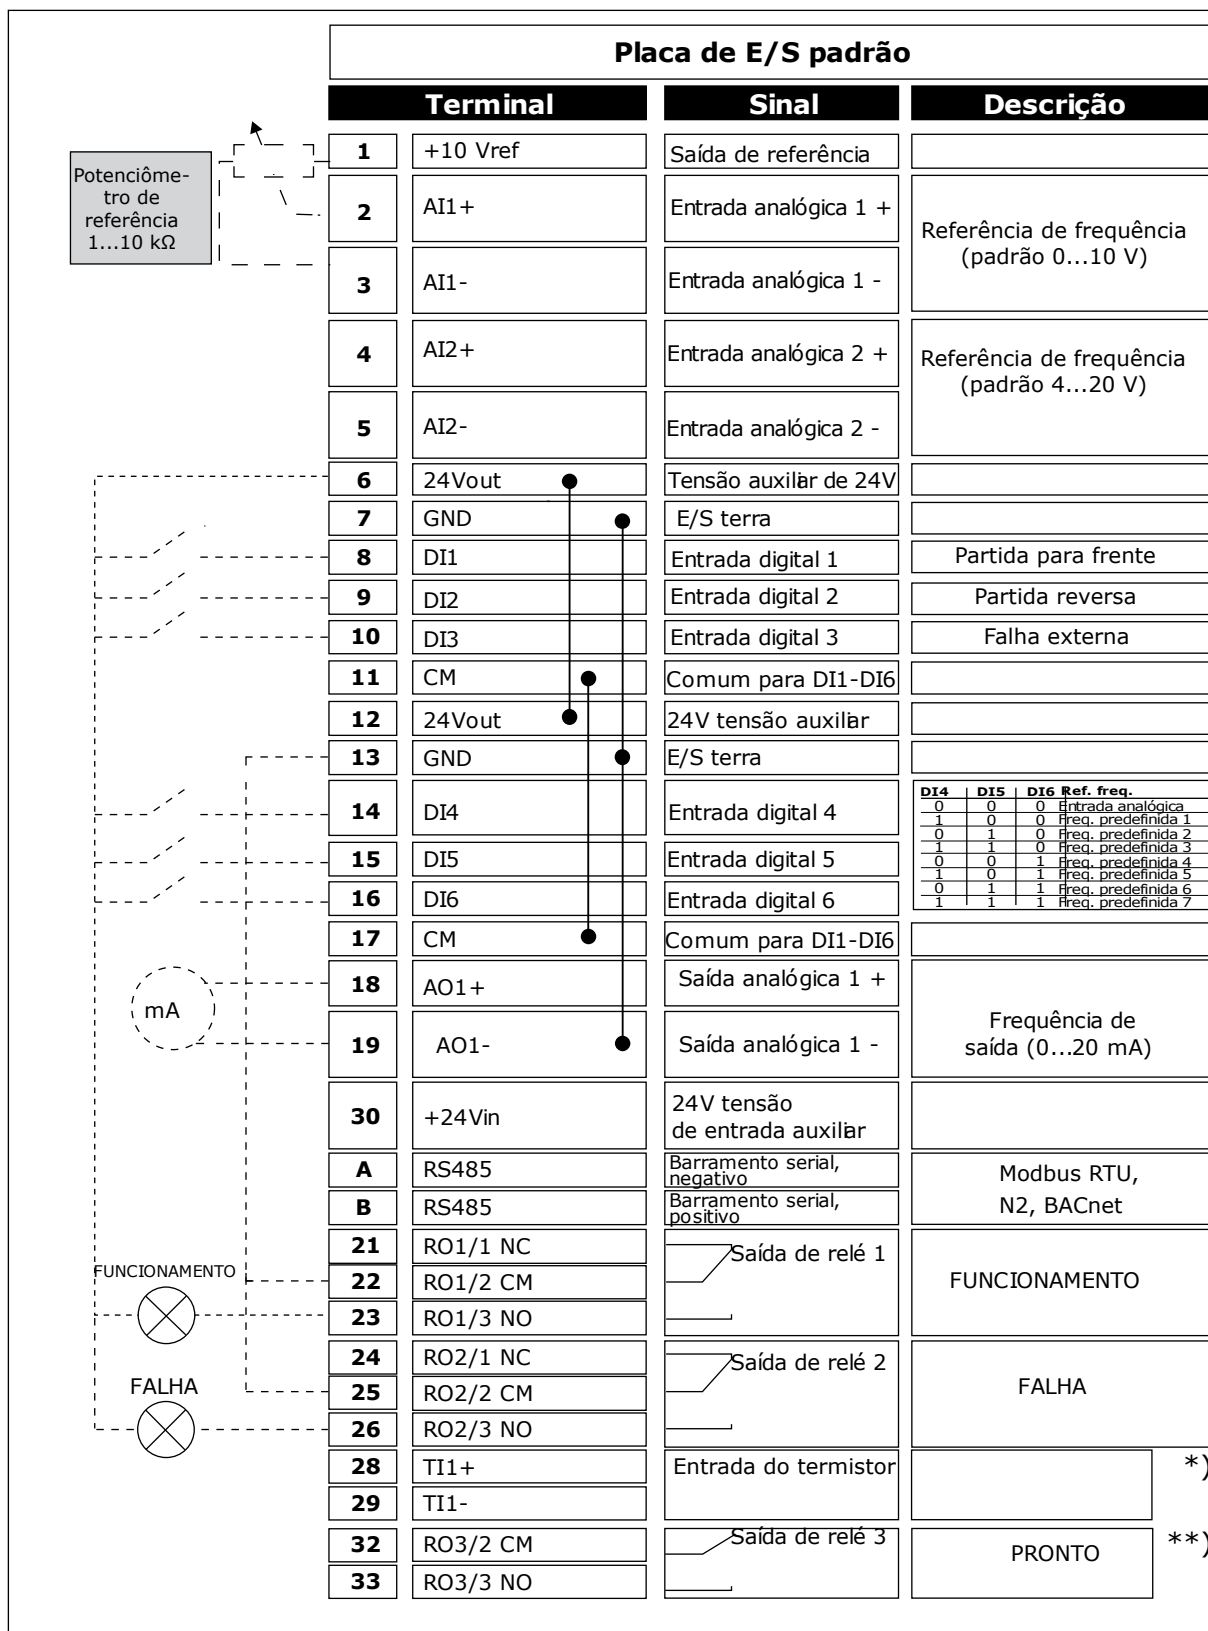 Placa de E/S padrão
Terminal Sinal Descrição
Potenciôme-
tro de
referência
1...10 kΩ
1 +10 Vref Saída de referência
2 AI1+ Entrada analógica 1 +
Referência de frequência
(padrão 0...10 V)
3 AI1- Entrada analógica 1 -
4 AI2+ Entrada analógica 2 +
Referência de frequência
(padrão 4...20 V)
5 AI2- Entrada analógica 2 -
6 24Vout Tensão auxiliar de 24V
7 GND E/S terra
8 DI1 Entrada digital 1 Partida para frente
9 DI2 Entrada digital 2 Partida reversa
10 DI3 Entrada digital 3 Falha externa
11 CM Comum para DI1-DI6
12 24Vout 24V tensão auxiliar
13 GND E/S terra
14 DI4 Entrada digital 4
DI4 DI5 DI6 Ref. freq.
0 0 0 Entrada analógica
1 0 0 Freq. predefinida 1
0 1 0 Freq. predefinida 2
1 1 0 Freq. predefinida 3
0 0 1 Freq. predefinida 4
1 0 1 Freq. predefinida 5
0 1 1 Freq. predefinida 6
1 1 1 Freq. predefinida 7
15 DI5 Entrada digital 5
16 DI6 Entrada digital 6
17 CM Comum para DI1-DI6
mA
18 AO1+ Saída analógica 1 +
Frequência de
saída (0...20 mA)
19 AO1- Saída analógica 1 -
30 +24Vin 24V tensão
de entrada auxiliar
A RS485 Barramento serial,
negativo
Modbus RTU,
N2, BACnet
B RS485 Barramento serial,
positivo
21 RO1/1 NC Saída de relé 1
FUNCIONAMENTO
22 RO1/2 CM FUNCIONAMENTO
23 RO1/3 NO
24 RO2/1 NC Saída de relé 2
FALHA
25 RO2/2 CM FALHA
26 RO2/3 NO
28 TI1+ Entrada do termistor *)
29 TI1-
32 RO3/2 CM Saída de relé 3 PRONTO **)
33 RO3/3 NO